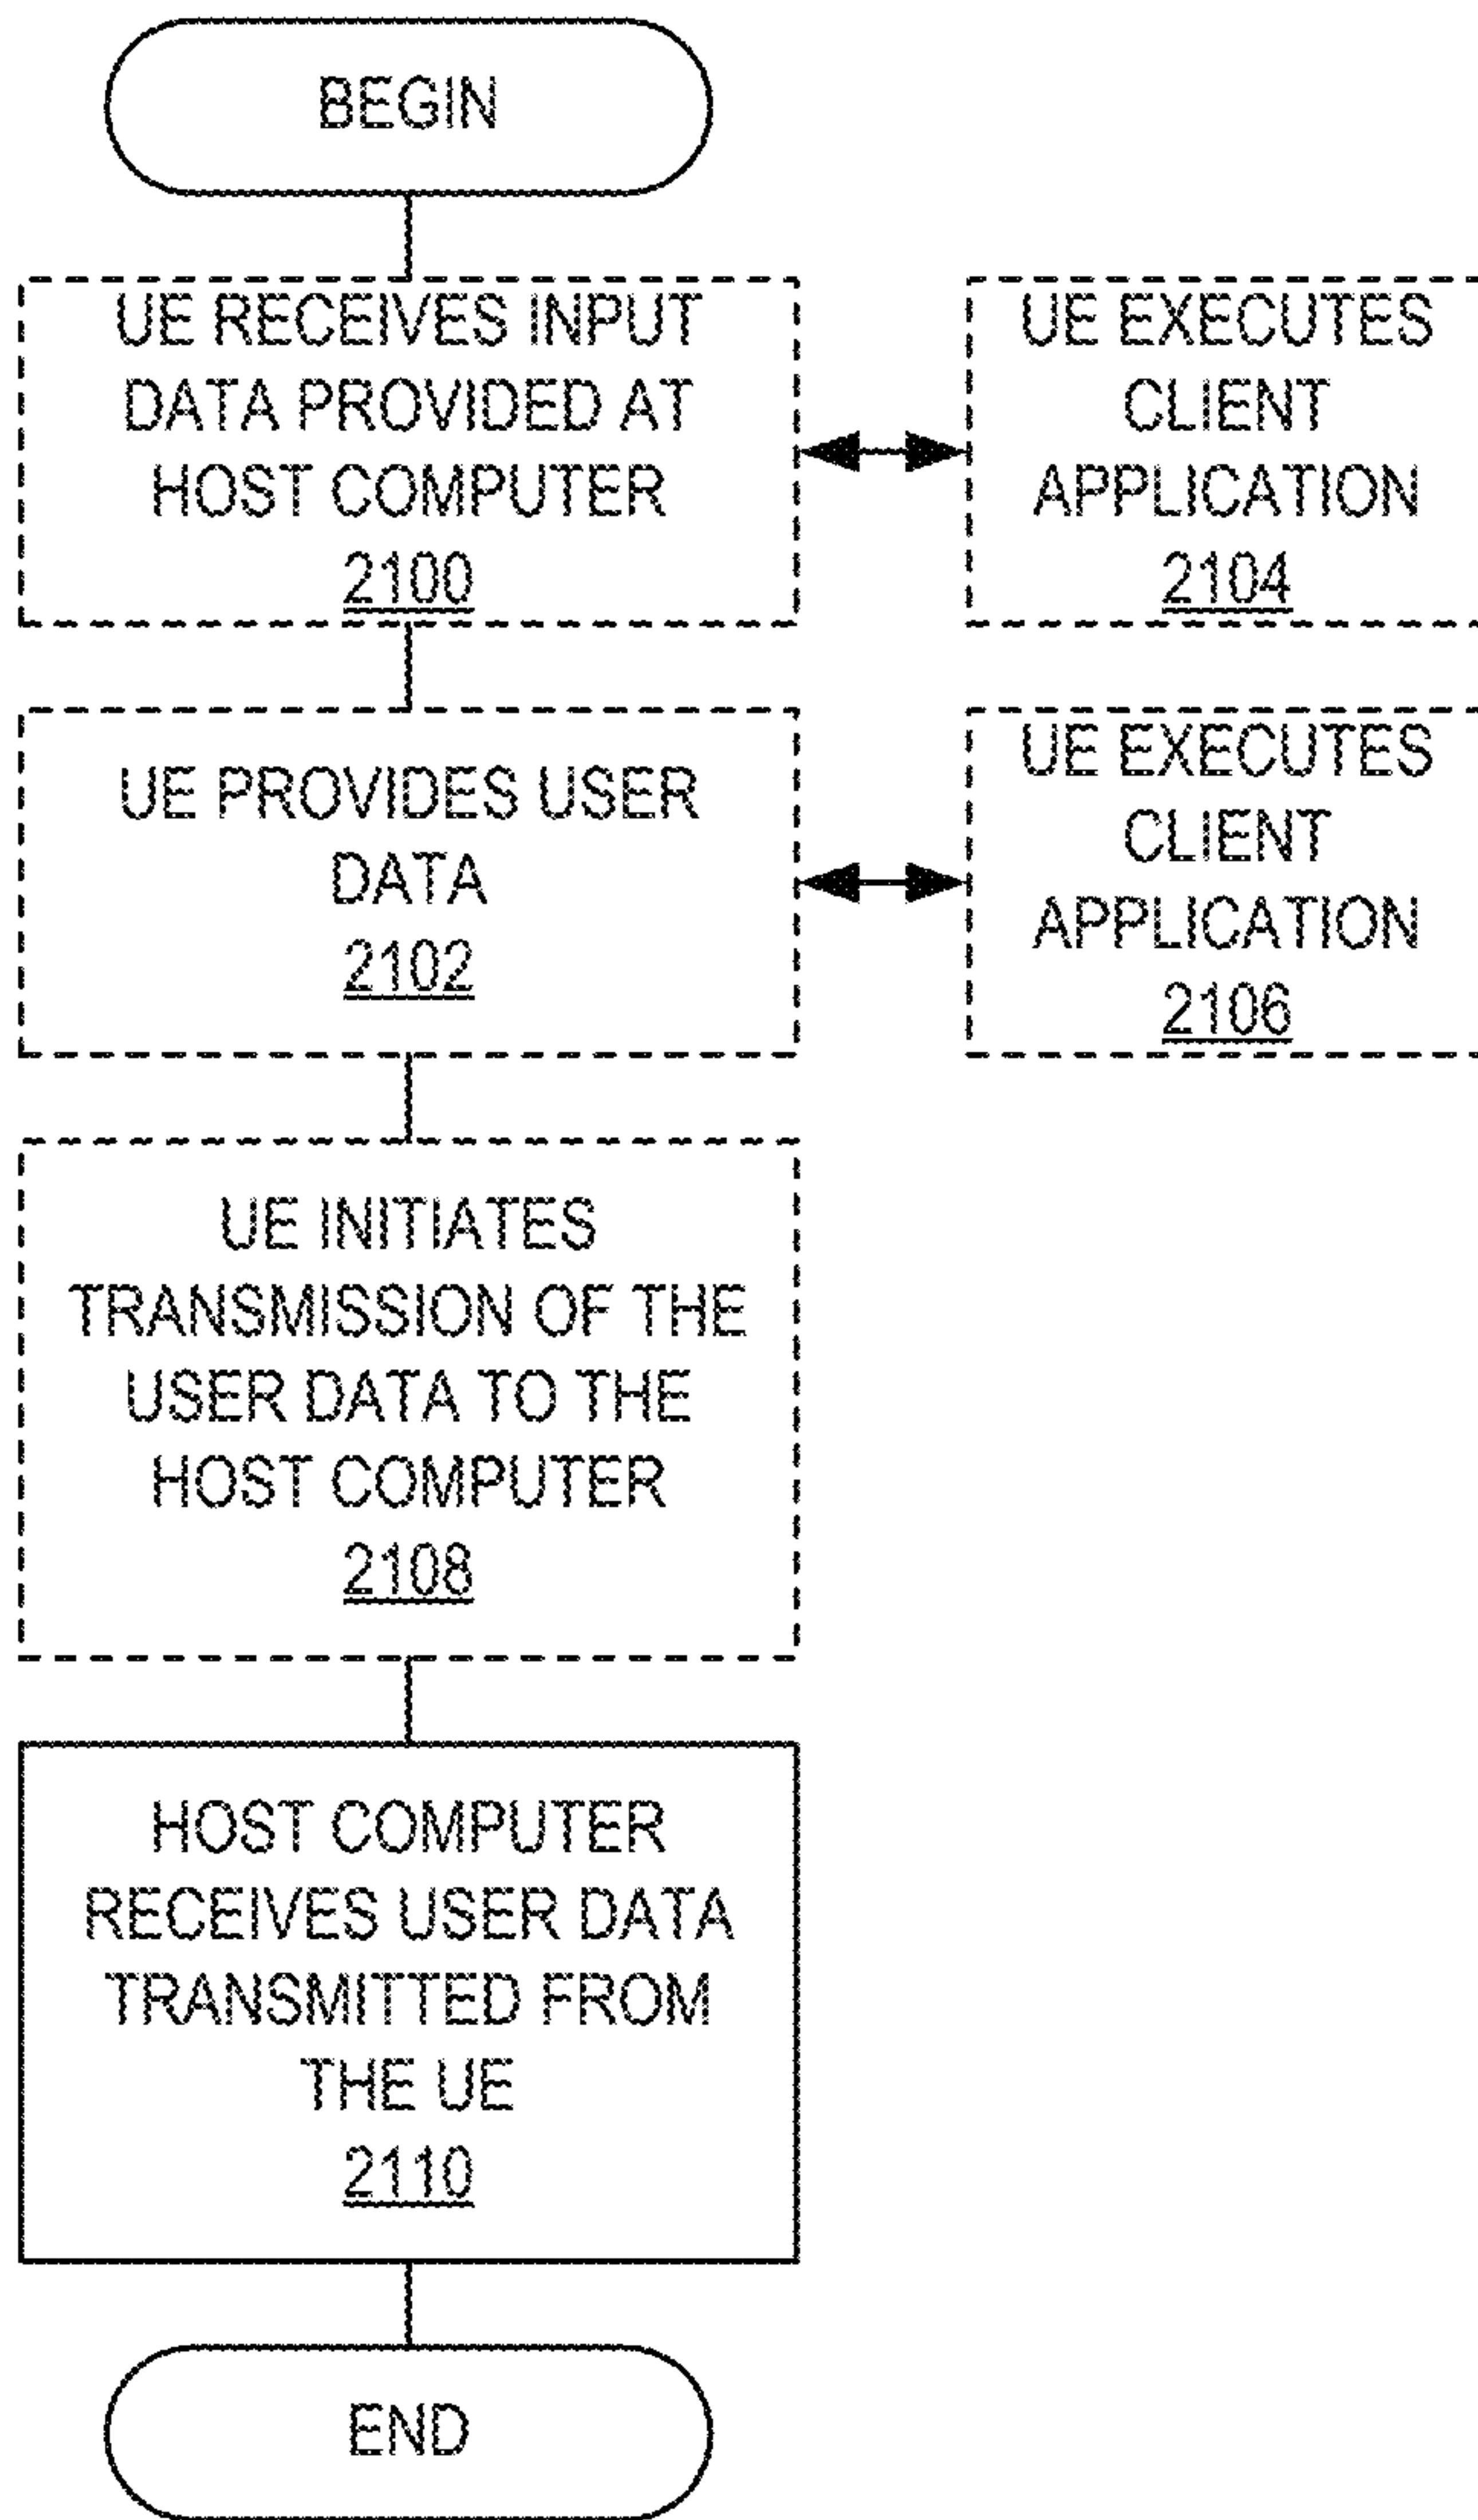 BEGIN
UE RECEIVES INPUT
DATA PROVIDED AT
HOST COMPUTER
2100
UE EXECUTES
CLIENT
APPLICATION
2104
UE PROVIDES USER
DATA
2102
UE EXECUTES
CLIENT
APPLICATION
2106
UE INITIATES
TRANSMISSION OF THE
USER DATA TO THE
HOST COMPUTER
2108
HOST COMPUTER
RECEIVES USER DATA
TRANSMITTED FROM
THE UE
2110
END